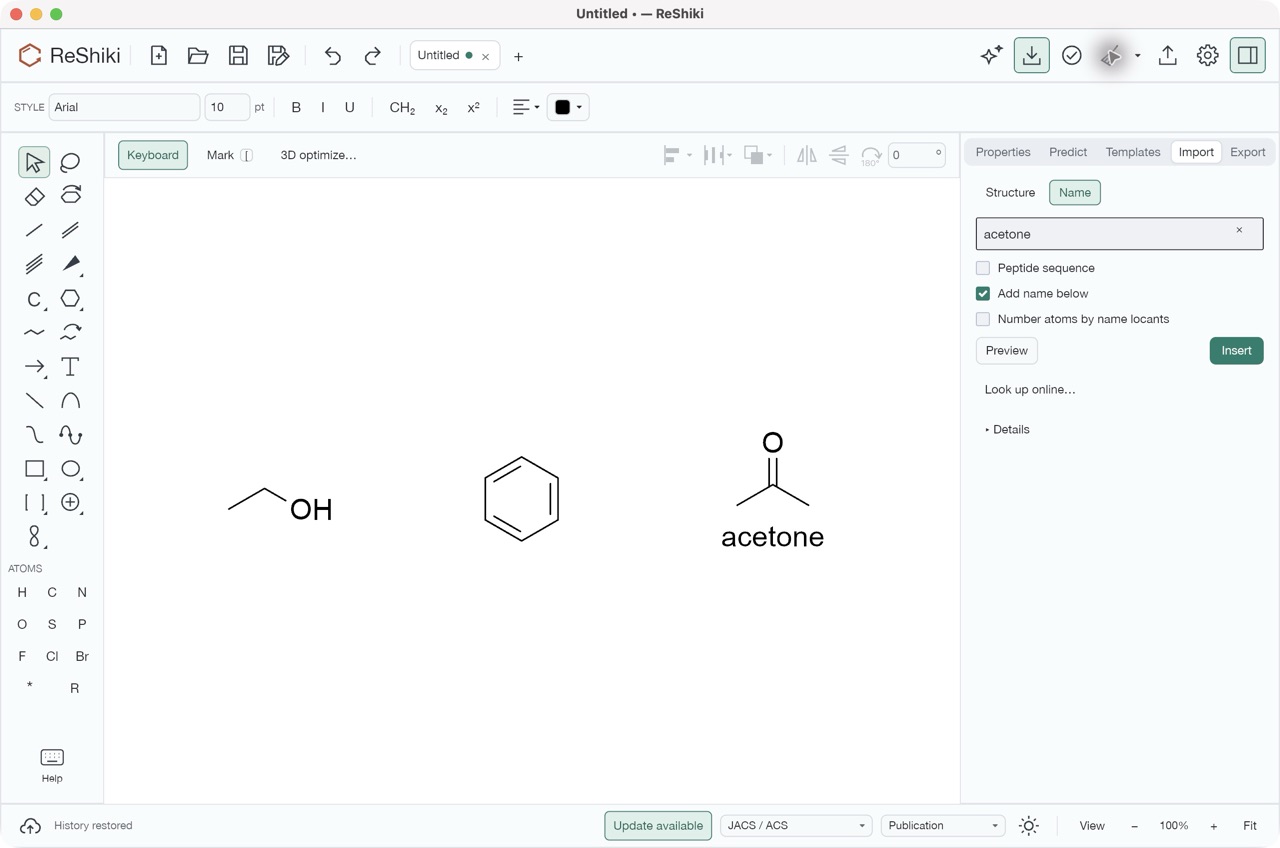 Untitled • — ReShiki
ReShiki
Untitled
STYLE Arial 10 pt B I U CH₂ x₂ x²
Keyboard Mark [ 3D optimize… 180° 0 °
Properties Predict Templates Import Export
Structure Name
acetone
Peptide sequence
Add name below
Number atoms by name locants
Preview Insert
Look up online…
Details
C
T
[ ]
ATOMS
H C N
O S P
F Cl Br
* R
Help
OH
O
acetone
History restored Update available JACS / ACS Publication View − 100% + Fit